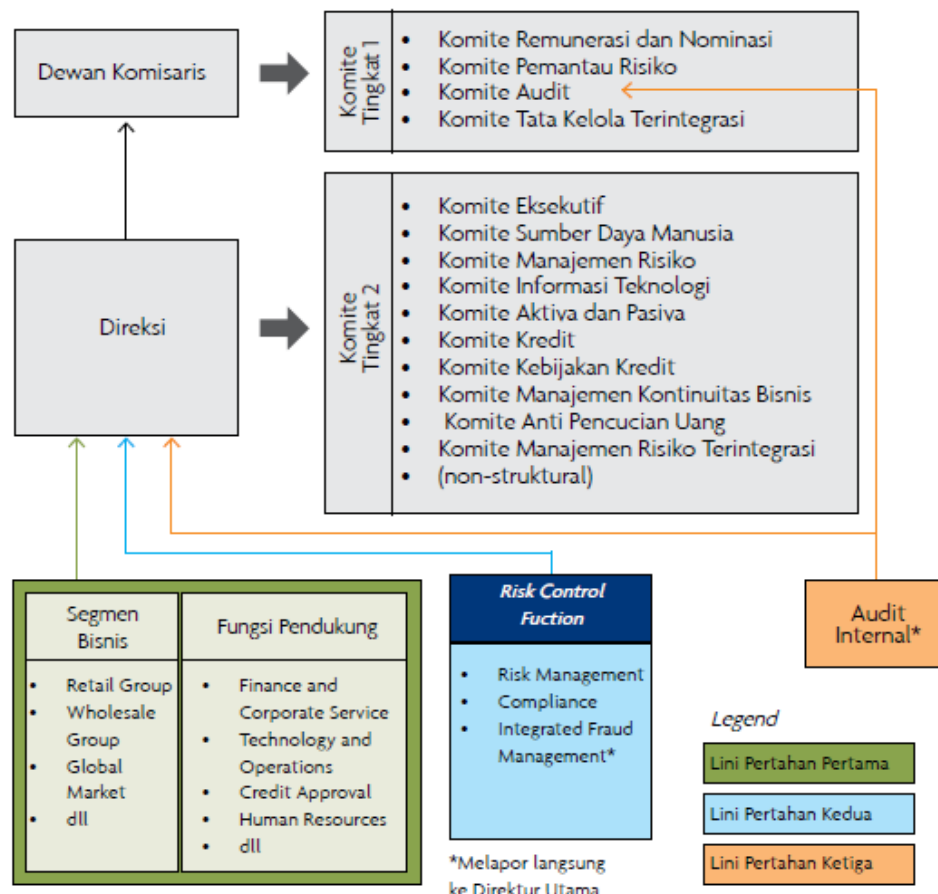 Dewan Komisaris
Komite
Tingkat 1
• Komite Remunerasi dan Nominasi
• Komite Pemantau Risiko
• Komite Audit
• Komite Tata Kelola Terintegrasi
Direksi
Komite
Tingkat 2
• Komite Eksekutif
• Komite Sumber Daya Manusia
• Komite Manajemen Risiko
• Komite Informasi Teknologi
• Komite Aktiva dan Pasiva
• Komite Kredit
• Komite Kebijakan Kredit
• Komite Manajemen Kontinuitas Bisnis
• Komite Anti Pencucian Uang
• Komite Manajemen Risiko Terintegrasi
• (non-struktural)
Segmen
Bisnis
• Retail Group
• Wholesale
Group
• Global
Market
• dll
Fungsi Pendukung
• Finance and
Corporate Service
• Technology and
Operations
• Credit Approval
• Human Resources
• dll
Risk Control
Fuction
• Risk Management
• Compliance
• Integrated Fraud
Management*
*Melapor langsung
ke Direktur Utama
Audit
Internal*
Legend
Lini Pertahan Pertama
Lini Pertahan Kedua
Lini Pertahan Ketiga